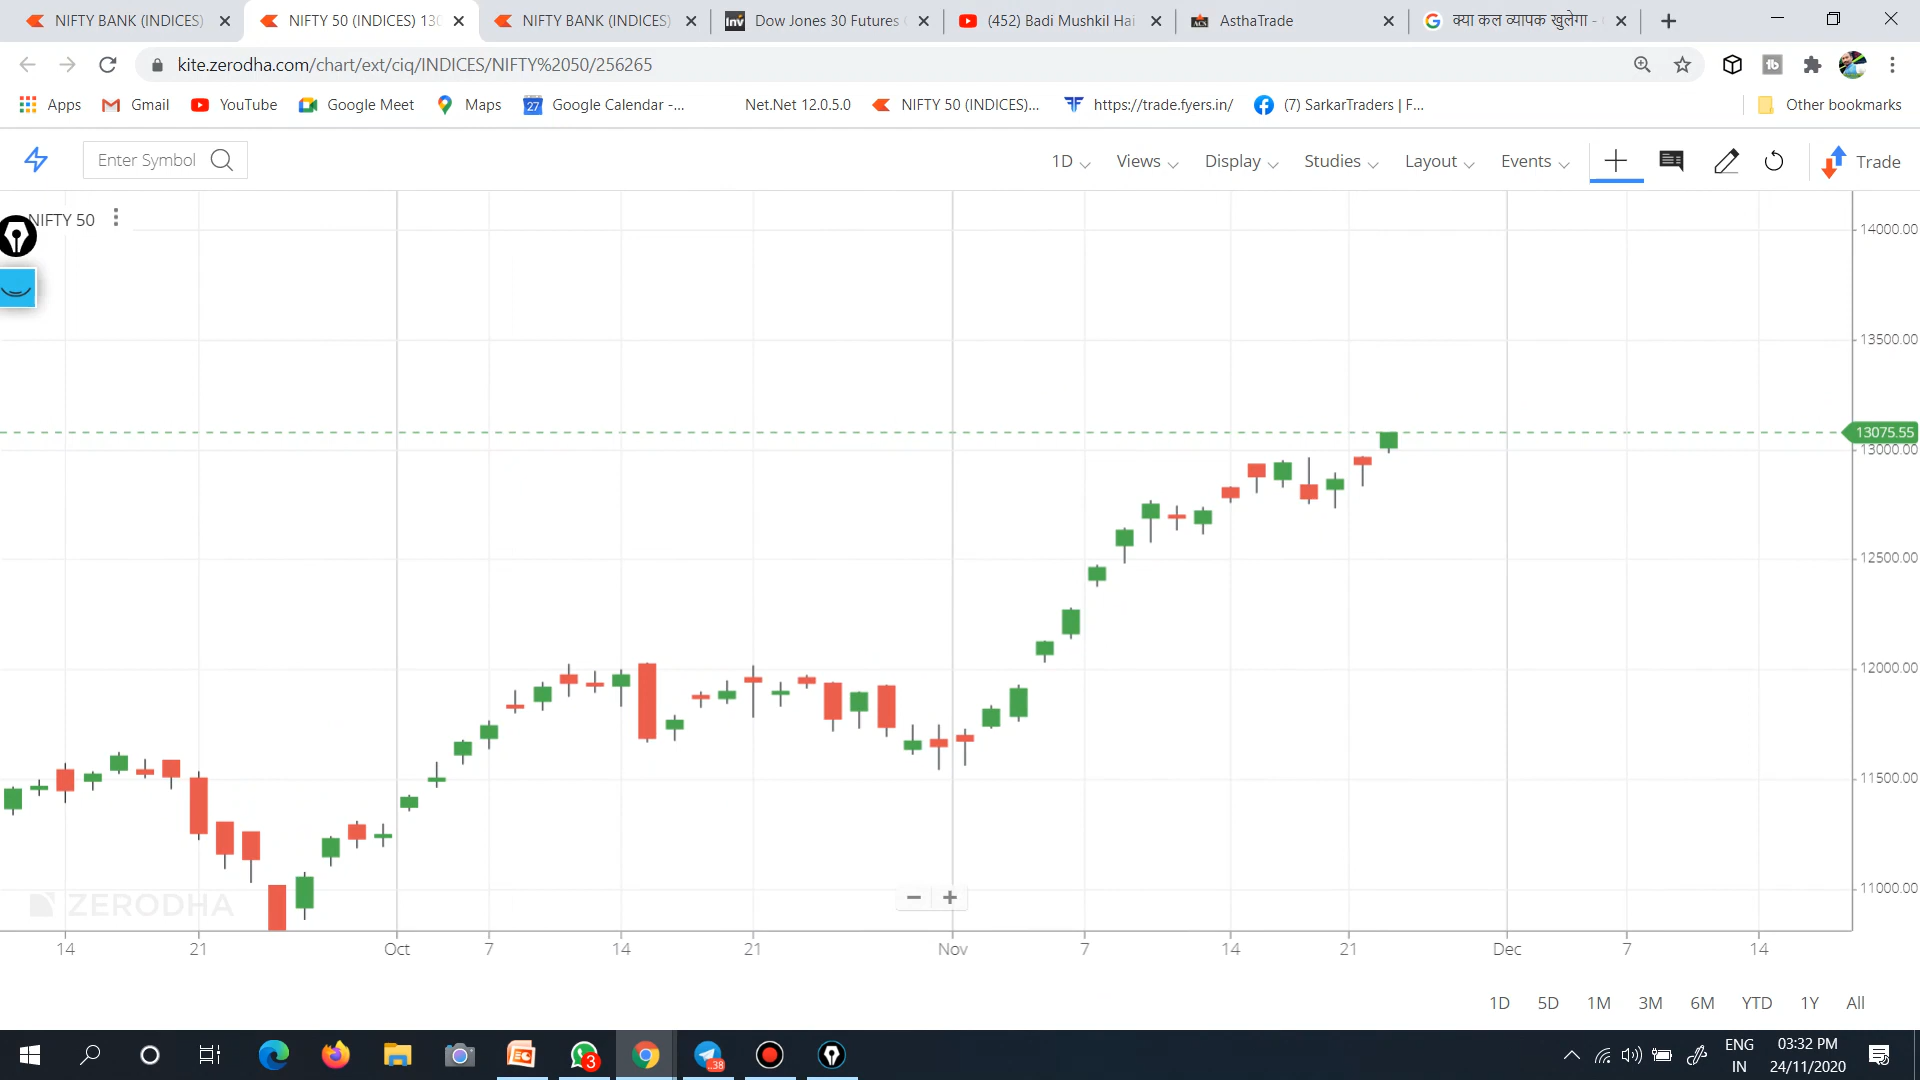 NIFTY BANK (INDICES)
NIFTY 50 (INDICES) 130
NIFTY BANK (INDICES)
Dow Jones 30 Futures
(452) Badi Mushkil Hai
AsthaTrade
क्या कल व्यापक खुलेगा -
kite.zerodha.com/chart/ext/ciq/INDICES/NIFTY%2050/256265
Apps
Gmail
YouTube
Google Meet
Maps
27
Google Calendar -...
Net.Net 12.0.5.0
NIFTY 50 (INDICES)...
https://trade.fyers.in/
(7) SarkarTraders | F...
Other bookmarks
Enter Symbol
1D
Views
Display
Studies
Layout
Events
Trade
NIFTY 50
14000.00
13500.00
13075.55
13000.00
12500.00
12000.00
11500.00
11000.00
ZERODHA
14 21 Oct 7 14 21 Nov 7 14 21 Dec 7 14
1D 5D 1M 3M 6M YTD 1Y All
ENG
IN
03:32 PM
24/11/2020